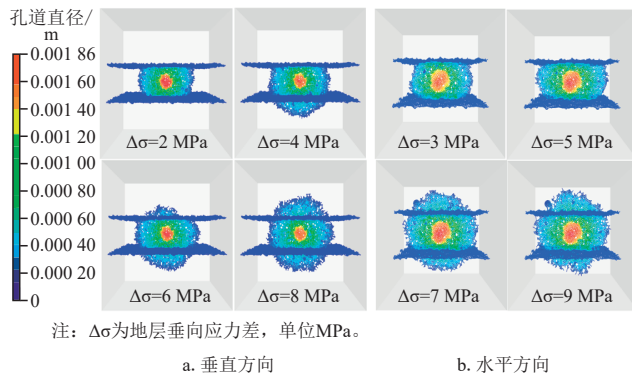 孔道直径/
m
0.001 86
0.001 60
0.001 40
0.001 20
0.001 00
0.000 80
0.000 60
0.000 40
0.000 20
0
Δσ=2 MPa
Δσ=4 MPa
Δσ=3 MPa
Δσ=5 MPa
Δσ=6 MPa
Δσ=8 MPa
Δσ=7 MPa
Δσ=9 MPa
注：Δσ为地层垂向应力差，单位MPa。
a. 垂直方向
b. 水平方向